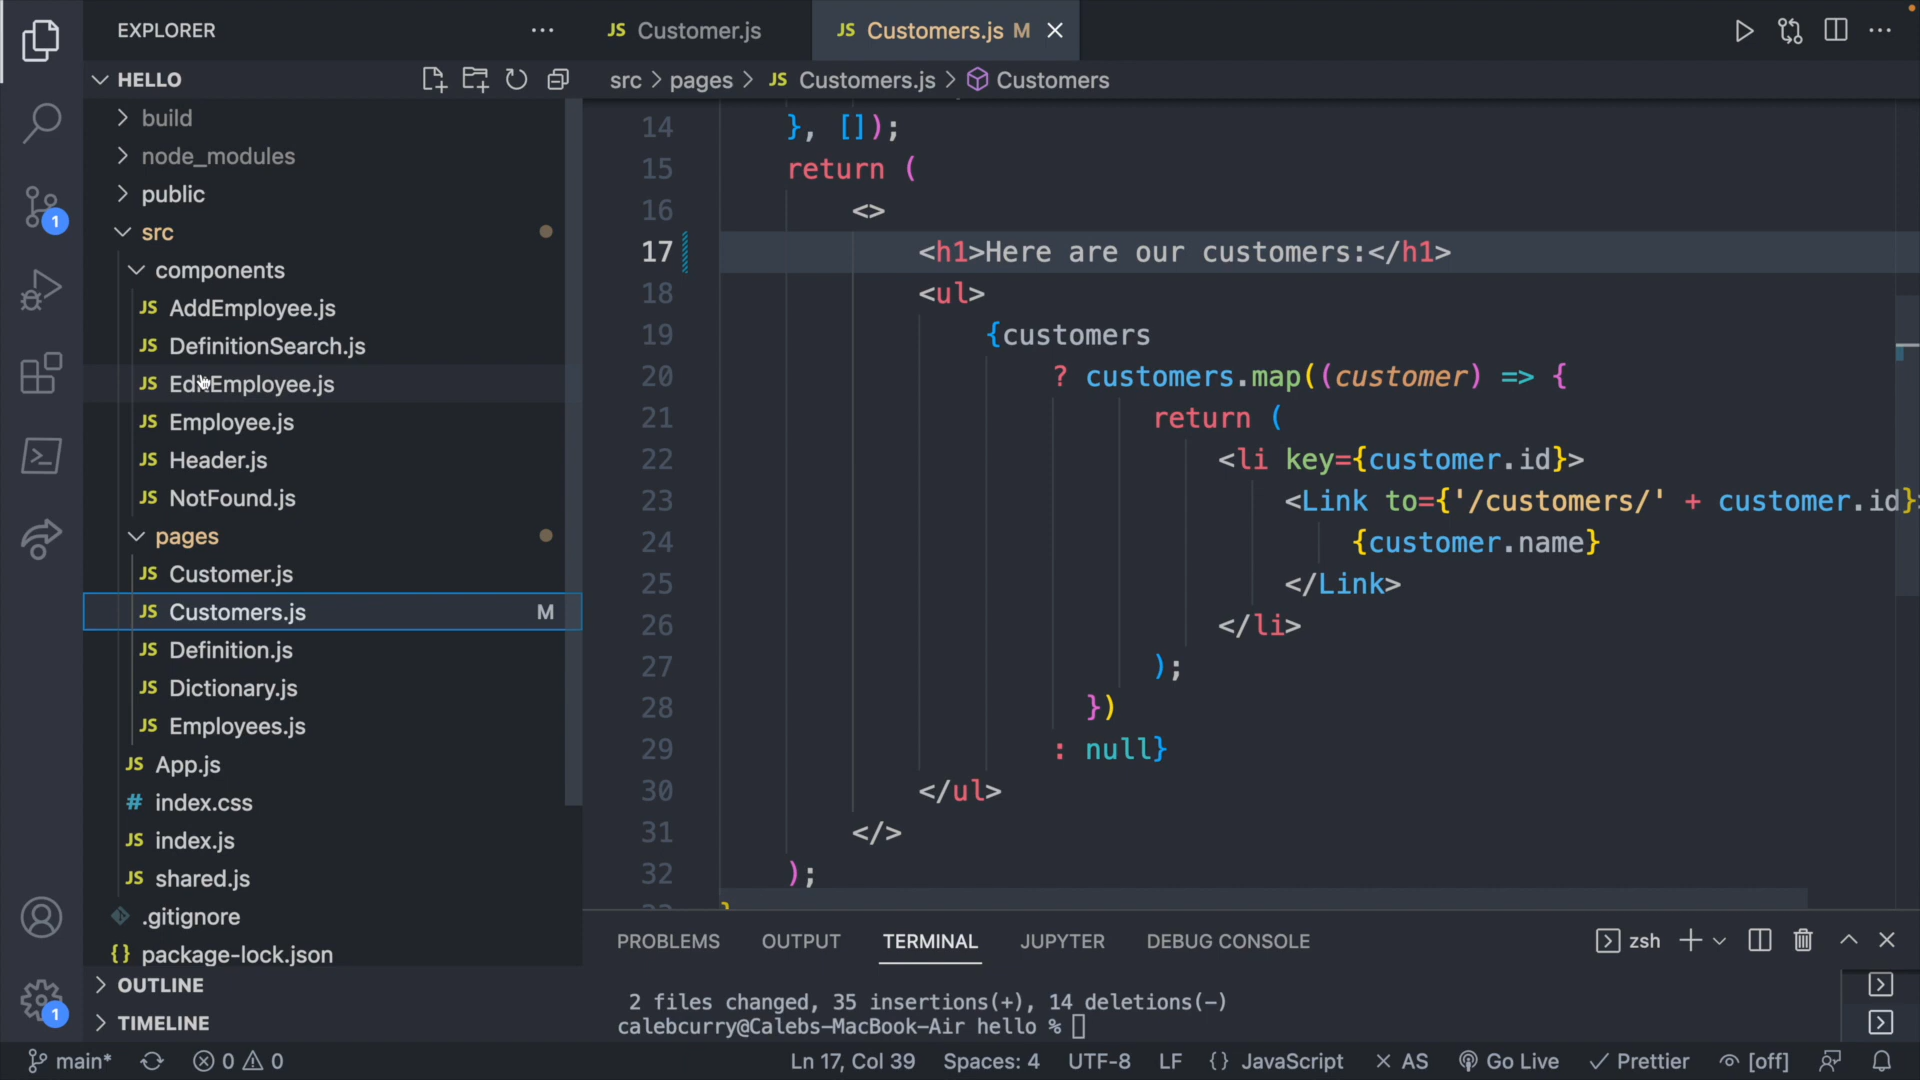 EXPLORER
HELLO
build
node_modules
public
src
components
JS AddEmployee.js
JS DefinitionSearch.js
JS EditEmployee.js
JS Employee.js
JS Header.js
JS NotFound.js
pages
JS Customer.js
JS Customers.js M
JS Definition.js
JS Dictionary.js
JS Employees.js
JS App.js
# index.css
JS index.js
JS shared.js
.gitignore
{} package-lock.json
OUTLINE
TIMELINE
1
1
JS Customer.js
JS Customers.js M
src > pages > JS Customers.js > Customers
14 }, []);
15 return (
16 <>
17 <h1>Here are our customers:</h1>
18 <ul>
19 {customers
20 ? customers.map((customer) => {
21 return (
22 <li key={customer.id}>
23 <Link to={'/customers/' + customer.id}>
24 {customer.name}
25 </Link>
26 </li>
27 );
28 })
29 : null}
30 </ul>
31 </>
32 );
33 }
PROBLEMS OUTPUT TERMINAL JUPYTER DEBUG CONSOLE
zsh
2 files changed, 35 insertions(+), 14 deletions(-)
calebcurry@Calebs-MacBook-Air hello %
main* 0 0 Ln 17, Col 39 Spaces: 4 UTF-8 LF {} JavaScript AS Go Live Prettier [off]